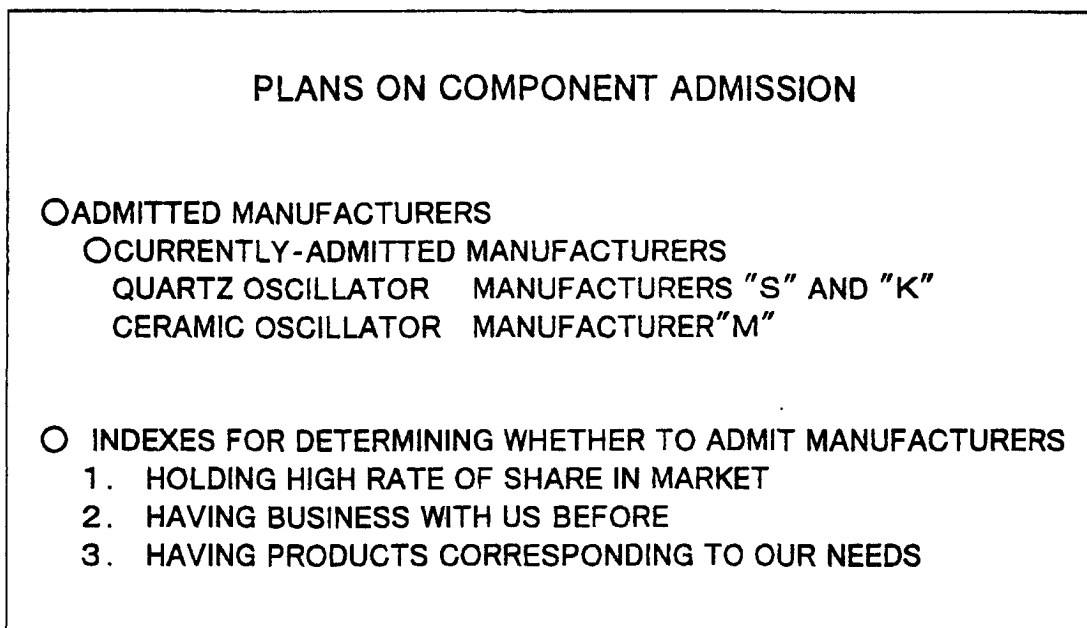 PLANS ON COMPONENT ADMISSION
○ADMITTED MANUFACTURERS
○CURRENTLY-ADMITTED MANUFACTURERS
QUARTZ OSCILLATOR MANUFACTURERS "S" AND "K"
CERAMIC OSCILLATOR MANUFACTURER"M"
○ INDEXES FOR DETERMINING WHETHER TO ADMIT MANUFACTURERS
1. HOLDING HIGH RATE OF SHARE IN MARKET
2. HAVING BUSINESS WITH US BEFORE
3. HAVING PRODUCTS CORRESPONDING TO OUR NEEDS